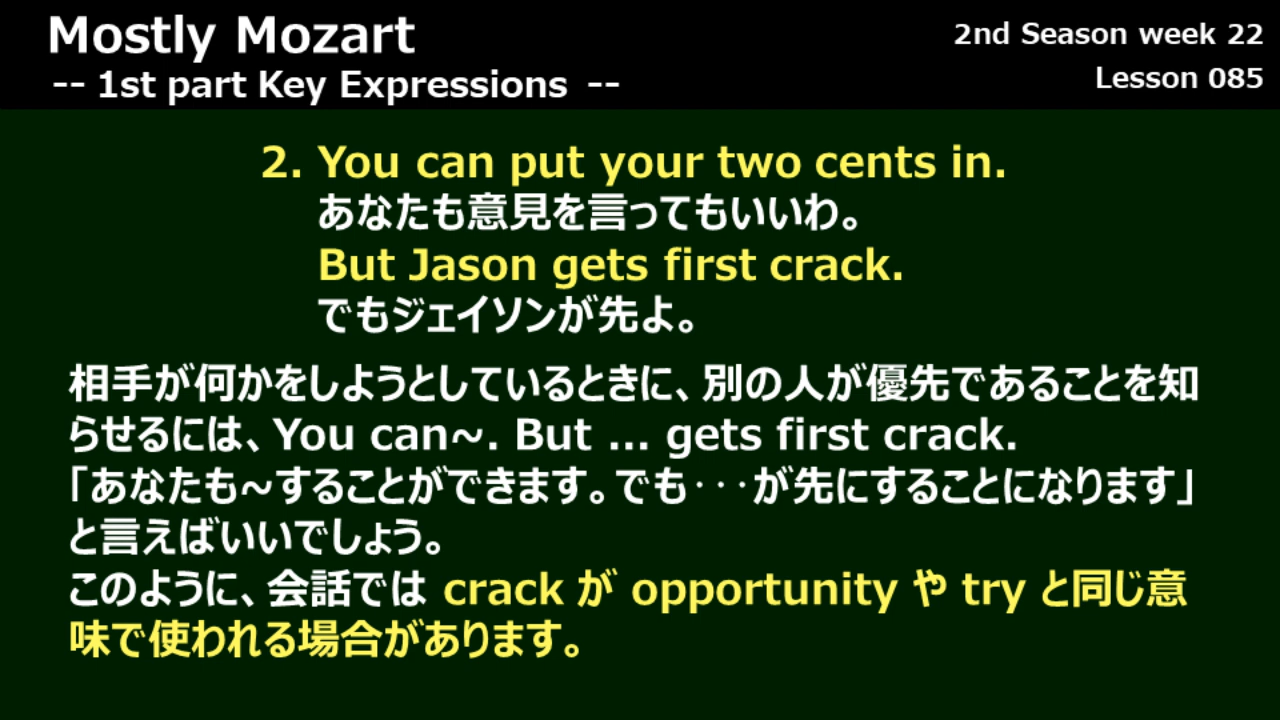 Mostly Mozart
-- 1st part Key Expressions --
2nd Season week 22
Lesson 085
2. You can put your two cents in.
あなたも意見を言ってもいいわ。
But Jason gets first crack.
でもジェイソンが先よ。
相手が何かをしようとしているときに、別の人が優先であることを知
らせるには、You can~. But ... gets first crack.
「あなたも~することができます。でも･･･が先にすることになります」
と言えばいいでしょう。
このように、会話では crack が opportunity や try と同じ意
味で使われる場合があります。